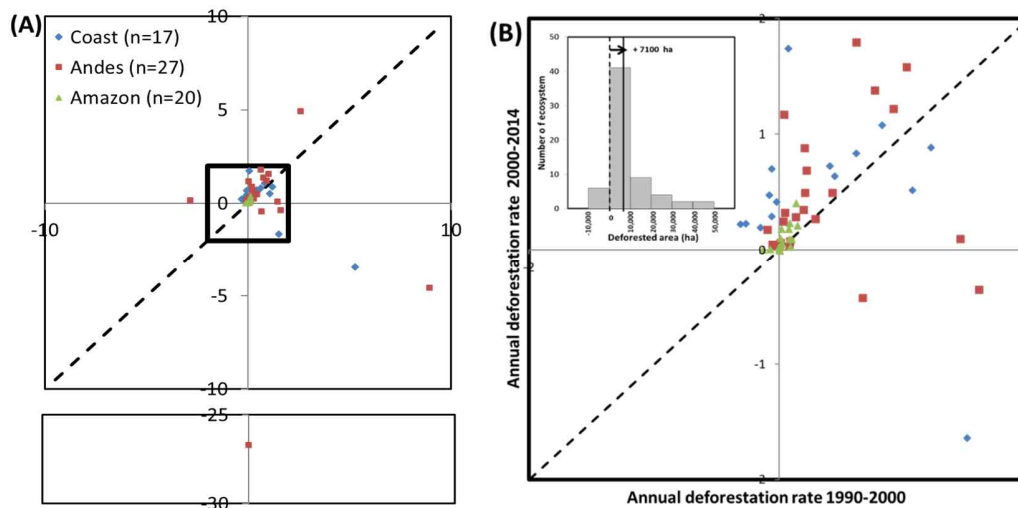 (A)
10
Coast (n=17)
Andes (n=27)
Amazon (n=20)
5
0
-10
10
-5
-10
-25
-30
(B)
2
50
40
30
20
10
0
+ 7100 ha
Number of ecosystem
-10,000
0
10,000
20,000
30,000
40,000
50,000
Deforested area (ha)
1
0
-2
-1
2
Annual deforestation rate 2000-2014
Annual deforestation rate 1990-2000